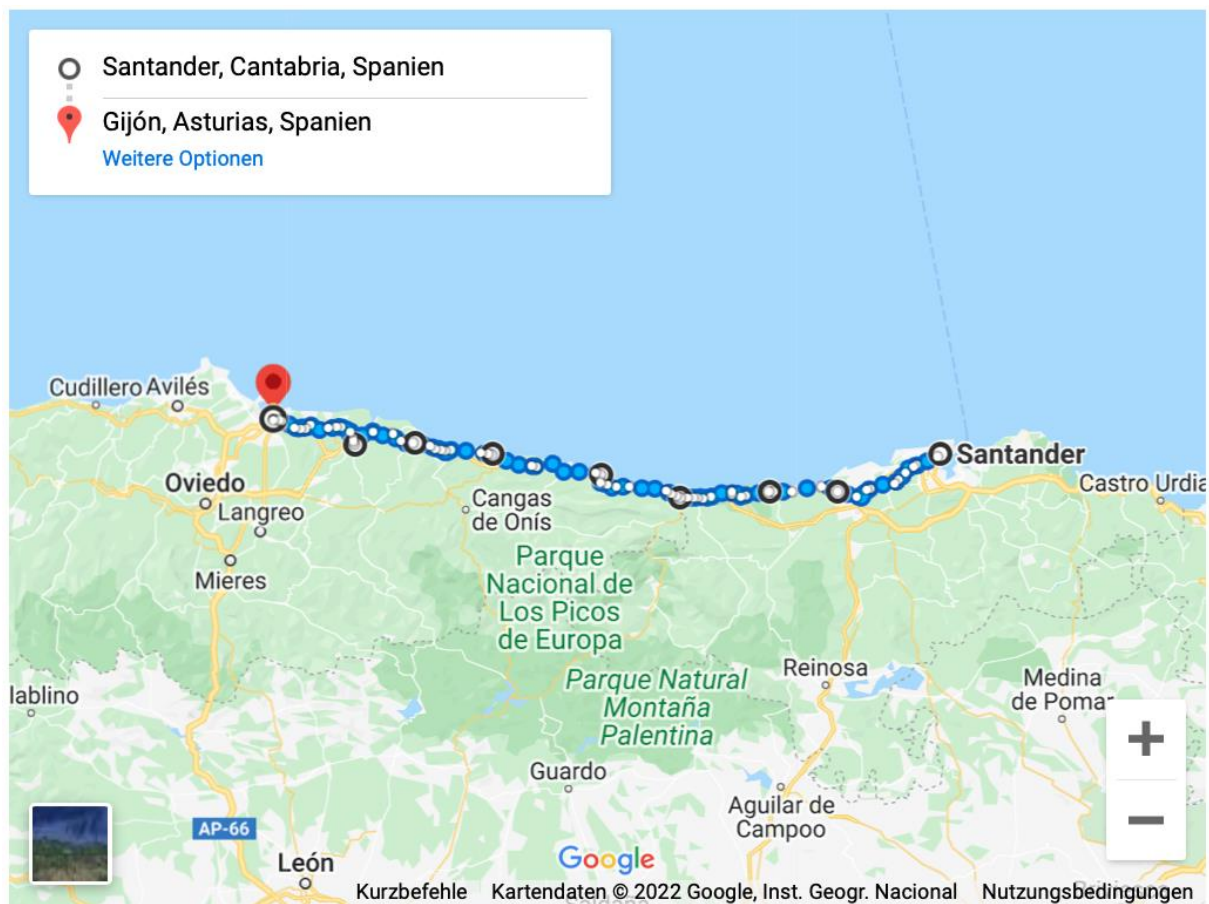 Santander, Cantabria, Spanien
Gijón, Asturias, Spanien
Weitere Optionen
Cudillero
Avilés
Santander
Oviedo
Castro Urdia
Langreo
Cangas
de Onís
Mieres
Parque
Nacional de
Los Picos
de Europa
Reinosa
Parque Natural
Montaña
Palentina
Medina
de Pomar
lablino
Guardo
Aguilar de
Campoo
AP-66
León
Google
Kurzbefehle
Kartendaten © 2022 Google, Inst. Geogr. Nacional
Nutzungsbedingungen